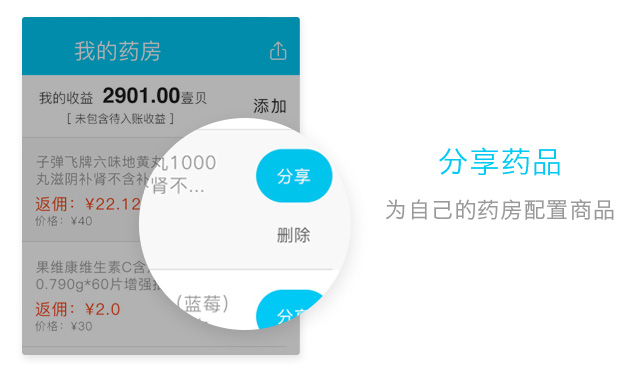 我的药房
我的收益 2901.00壹贝
[ 未包含待入账收益 ]
添加
子弹飞牌六味地黄丸1000
丸滋阴补肾不含补
肾不...
返佣：¥22.12
价格：¥40
分享
删除
果维康维生素C含
0.790g*60片增强
(蓝莓)
返佣：¥2.0
价格：¥30
分享
分享药品
为自己的药房配置商品